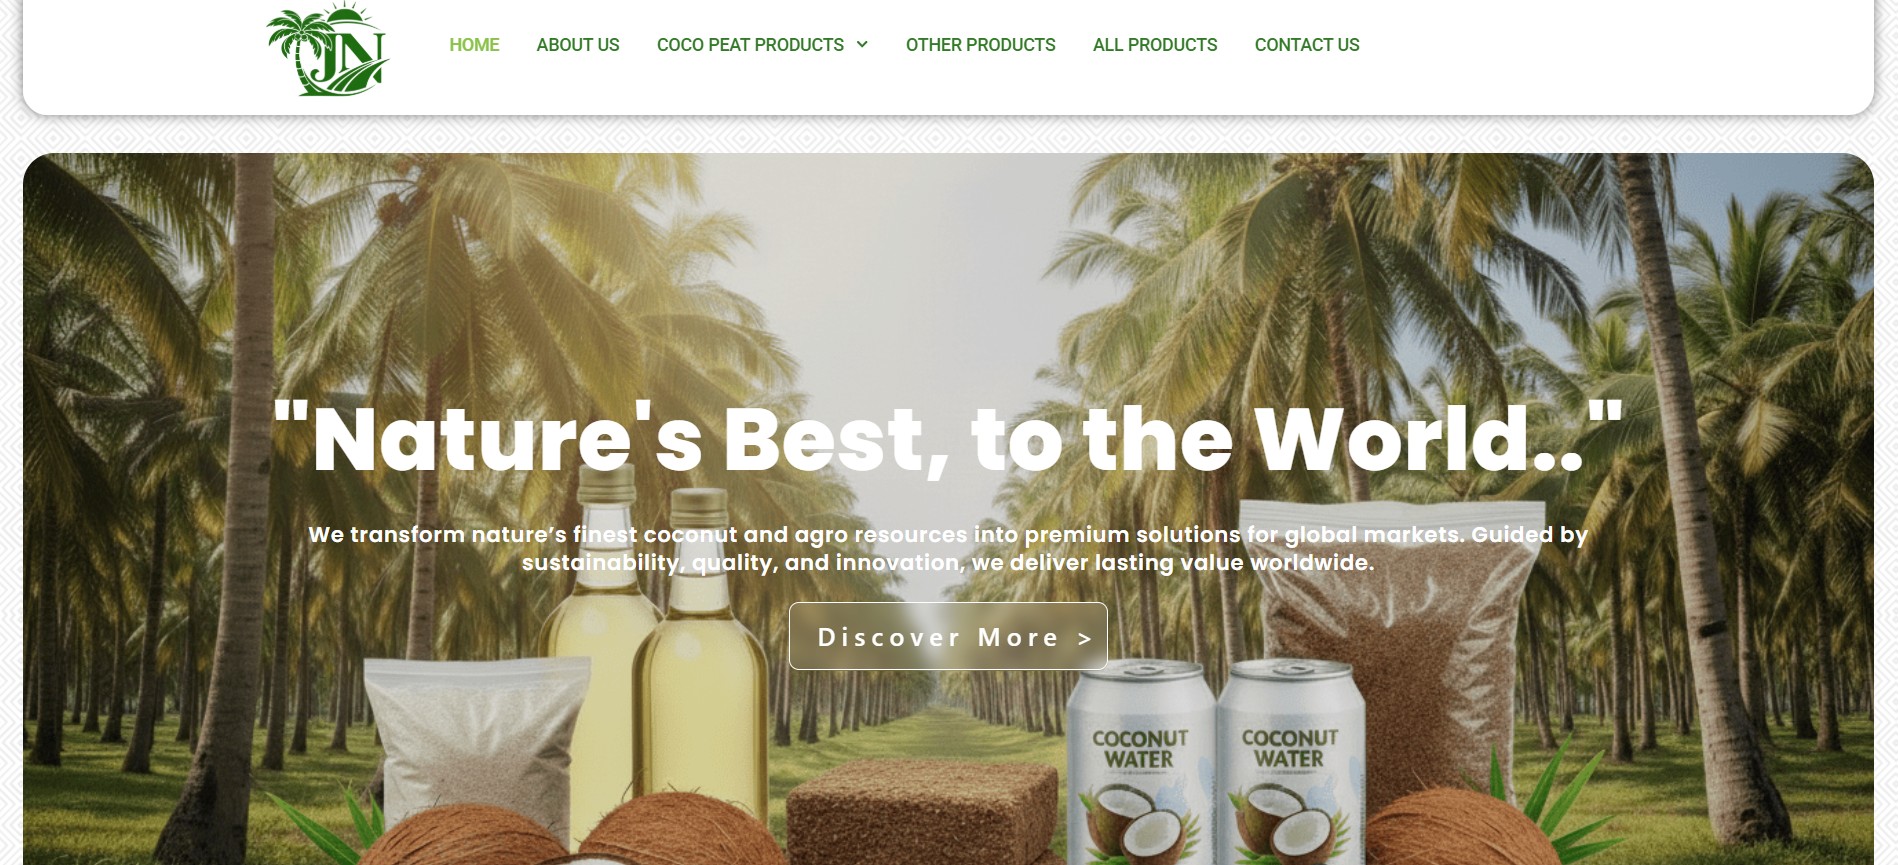 JN
HOME ABOUT US COCO PEAT PRODUCTS OTHER PRODUCTS ALL PRODUCTS CONTACT US
"Nature's Best, to the World.."
We transform nature’s finest coconut and agro resources into premium solutions for global markets. Guided by
sustainability, quality, and innovation, we deliver lasting value worldwide.
Discover More >
COCONUT
WATER
COCONUT
WATER